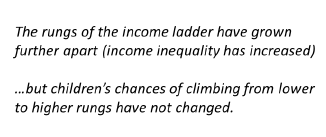 The rungs of the income ladder have grown
further apart (income inequality has increased)
…but children’s chances of climbing from lower
to higher rungs have not changed.